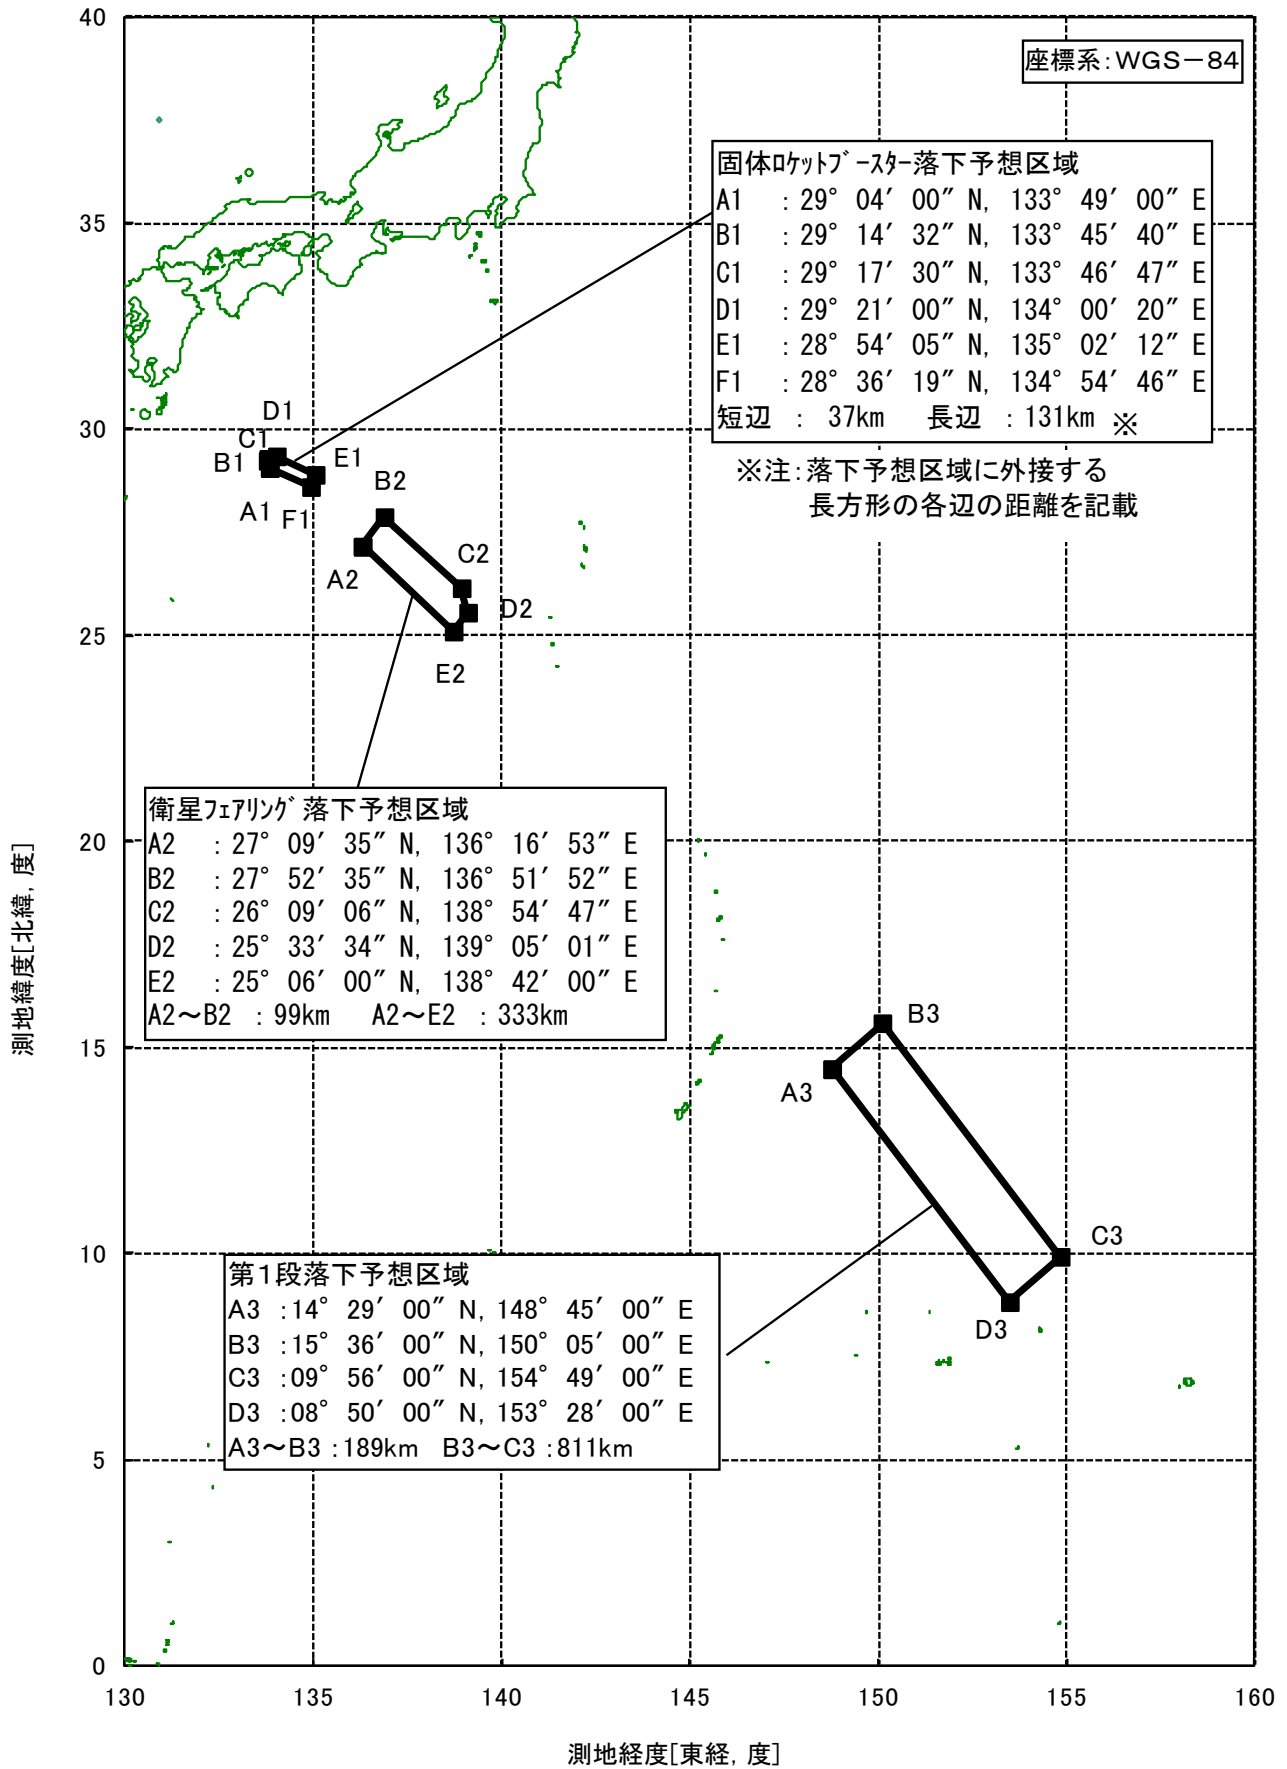 40
座標系:WGS－84
固体ﾛｹｯﾄﾌﾞｰｽﾀｰ落下予想区域
A1 : 29° 04′ 00″ N, 133° 49′ 00″ E
B1 : 29° 14′ 32″ N, 133° 45′ 40″ E
C1 : 29° 17′ 30″ N, 133° 46′ 47″ E
D1 : 29° 21′ 00″ N, 134° 00′ 20″ E
E1 : 28° 54′ 05″ N, 135° 02′ 12″ E
F1 : 28° 36′ 19″ N, 134° 54′ 46″ E
短辺 : 37km 長辺 : 131km ※
※注:落下予想区域に外接する
長方形の各辺の距離を記載
35
30
D1
C1
B1
E1
A1
F1
B2
A2
C2
D2
E2
25
衛星ﾌｪｱﾘﾝｸﾞ落下予想区域
A2 : 27° 09′ 35″ N, 136° 16′ 53″ E
B2 : 27° 52′ 35″ N, 136° 51′ 52″ E
C2 : 26° 09′ 06″ N, 138° 54′ 47″ E
D2 : 25° 33′ 34″ N, 139° 05′ 01″ E
E2 : 25° 06′ 00″ N, 138° 42′ 00″ E
A2～B2 : 99km A2～E2 : 333km
20
測地緯度[北緯, 度]
15
B3
A3
C3
D3
10
第1段落下予想区域
A3 :14° 29′ 00″ N, 148° 45′ 00″ E
B3 :15° 36′ 00″ N, 150° 05′ 00″ E
C3 :09° 56′ 00″ N, 154° 49′ 00″ E
D3 :08° 50′ 00″ N, 153° 28′ 00″ E
A3～B3 :189km B3～C3 :811km
5
0
130 135 140 145 150 155 160
測地経度[東経, 度]